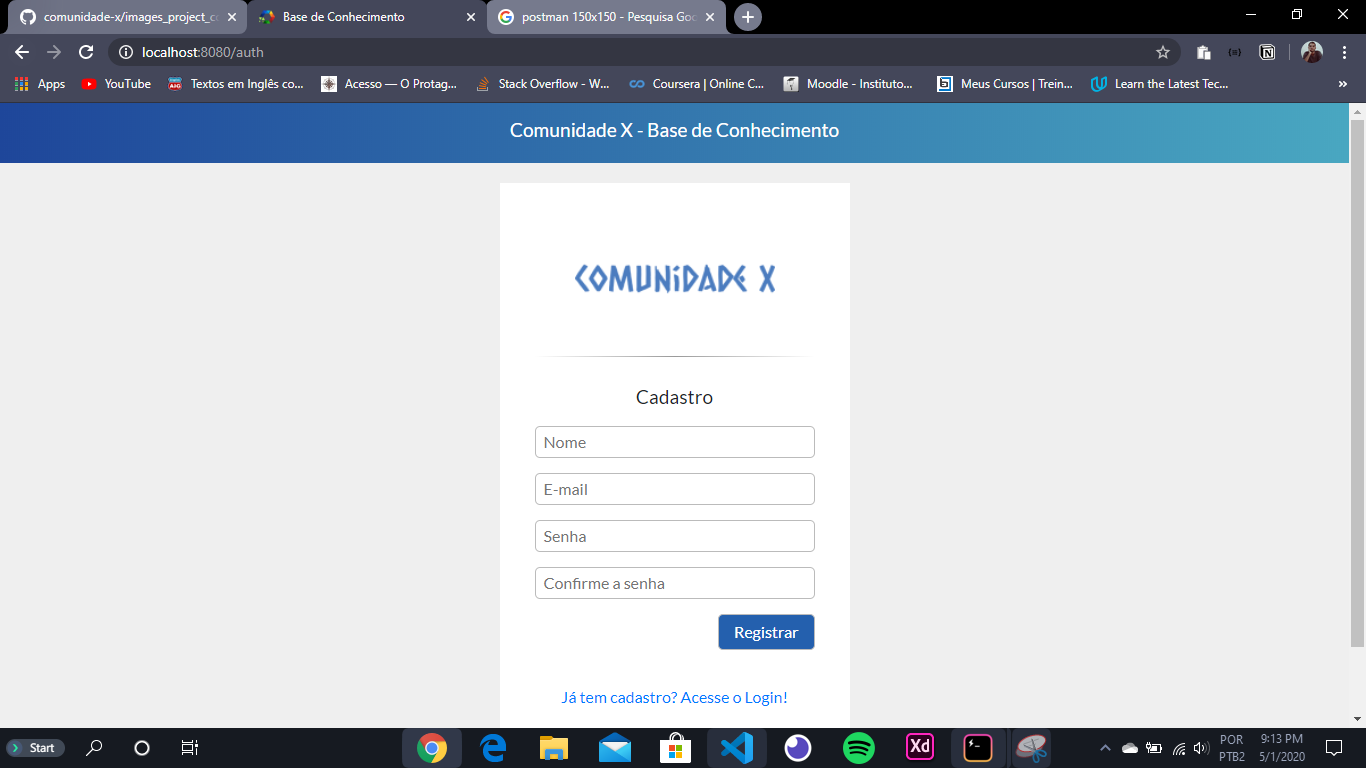 comunidade-x/images_project_co
Base de Conhecimento
postman 150x150 - Pesquisa Goo
localhost:8080/auth
Apps
YouTube
Textos em Inglês co...
Acesso — O Protag...
Stack Overflow - W...
Coursera | Online C...
Moodle - Instituto...
Meus Cursos | Trein...
Learn the Latest Tec...
»
Comunidade X - Base de Conhecimento
COMUNiDADE X
Cadastro
Nome
E-mail
Senha
Confirme a senha
Registrar
Já tem cadastro? Acesse o Login!
Start
Xd
POR
PTB2
9:13 PM
5/1/2020